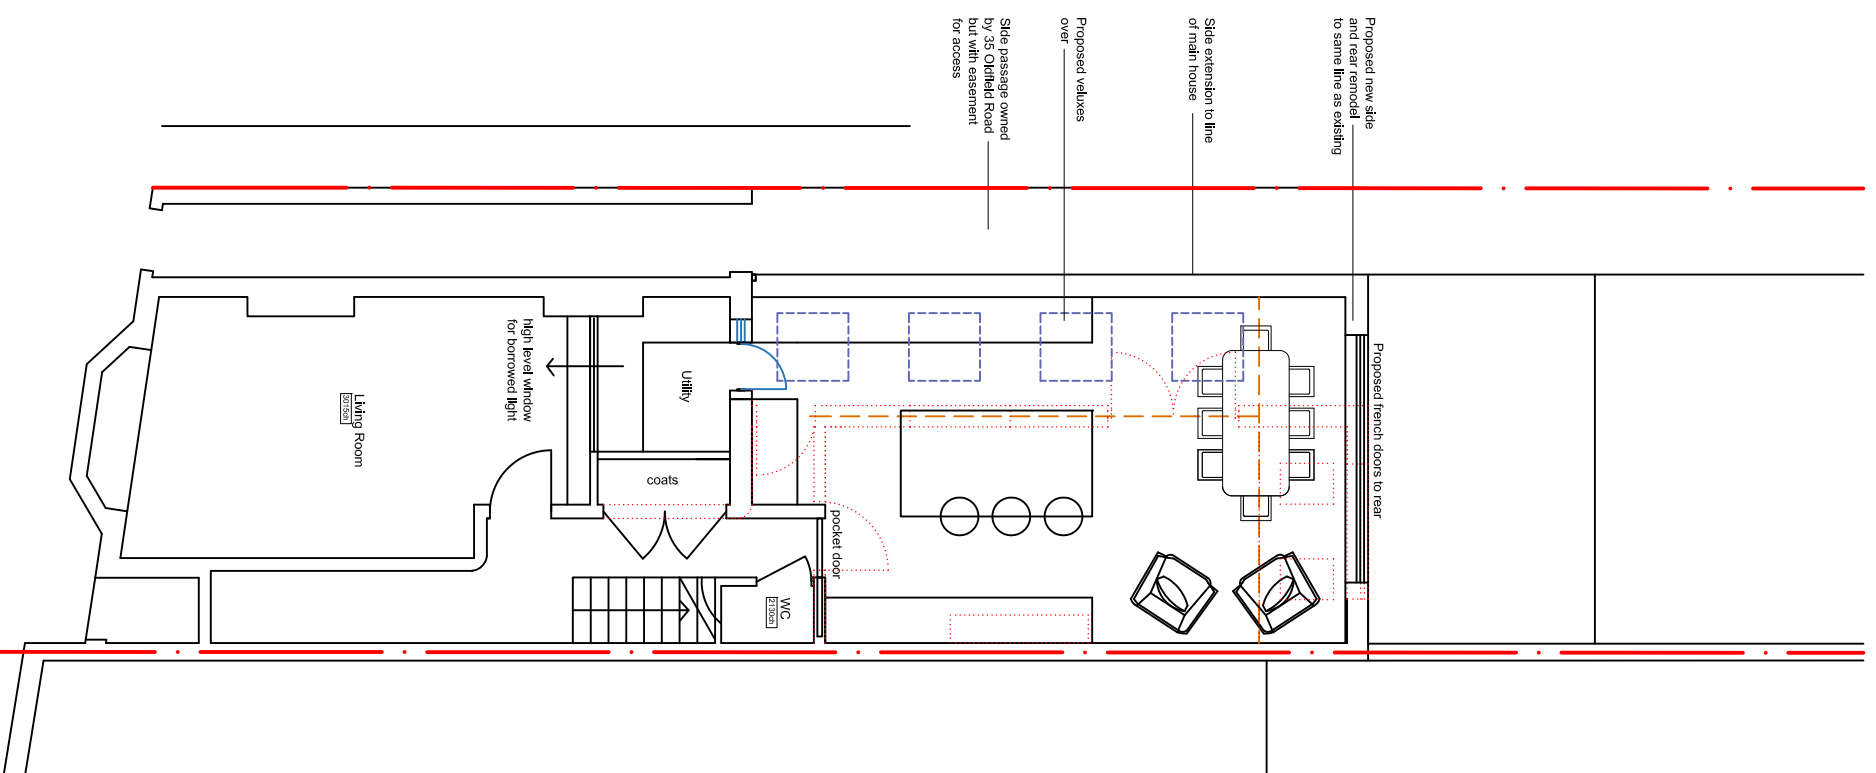 Proposed new side
and rear remodel
to same line as existing
Side extension to line
of main house
Proposed veluxes
over
Side passage owned
by 35 Oldfield Road
but with easement
for access
Proposed french doors to rear
high level window
for borrowed light
Utility
Living Room
3015ch
coats
pocket door
WC
2130ch